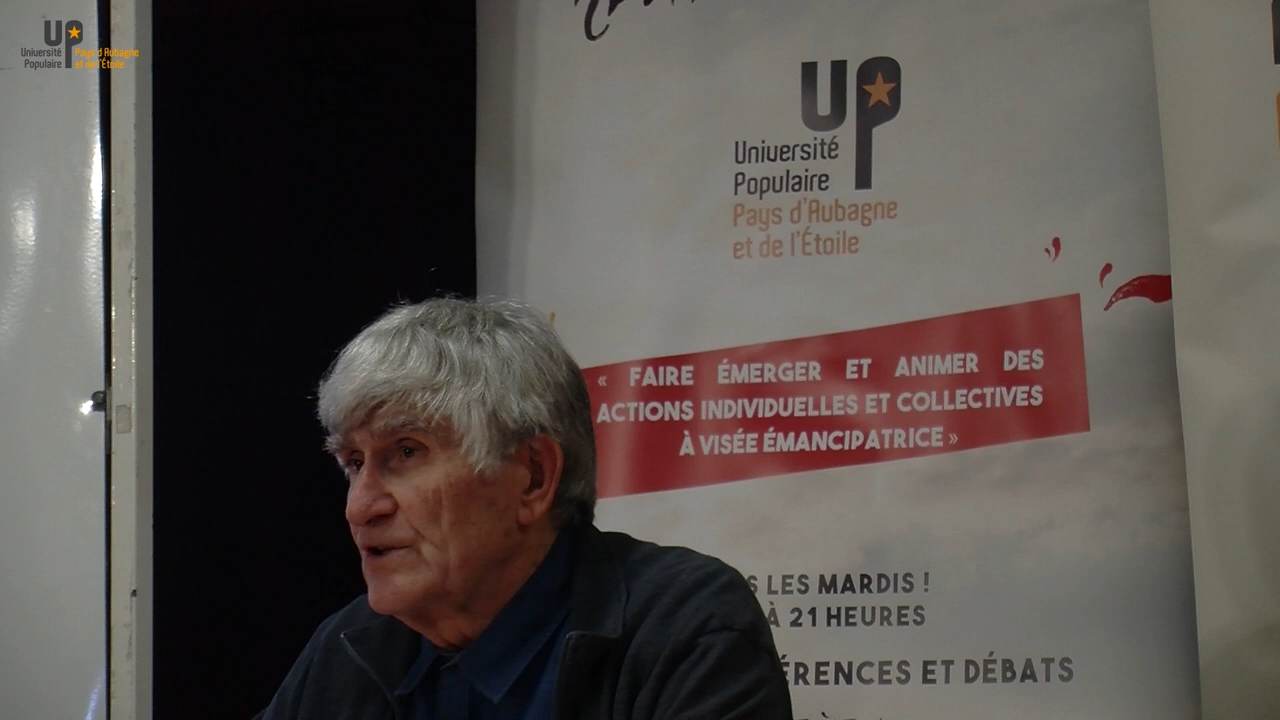 UP
Université
Populaire
Pays d'Aubagne
et de l'Étoile
UP
Université
Populaire
Pays d'Aubagne
et de l'Étoile
« FAIRE ÉMERGER ET ANIMER DES
ACTIONS INDIVIDUELLES ET COLLECTIVES
À VISÉE ÉMANCIPATRICE »
LES MARDIS !
À 21 HEURES
ET DÉBATS